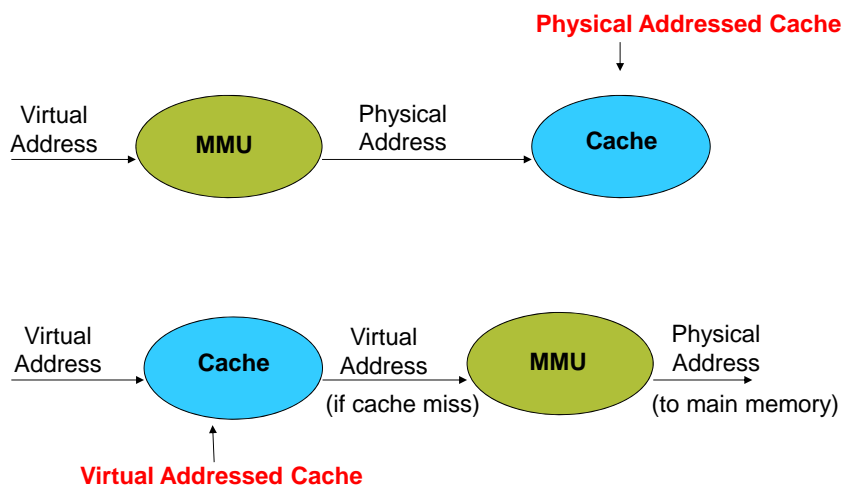 Physical Addressed Cache
Virtual
Address
MMU
Physical
Address
Cache
Virtual
Address
Cache
Virtual
Address
(if cache miss)
MMU
Physical
Address
(to main memory)
Virtual Addressed Cache